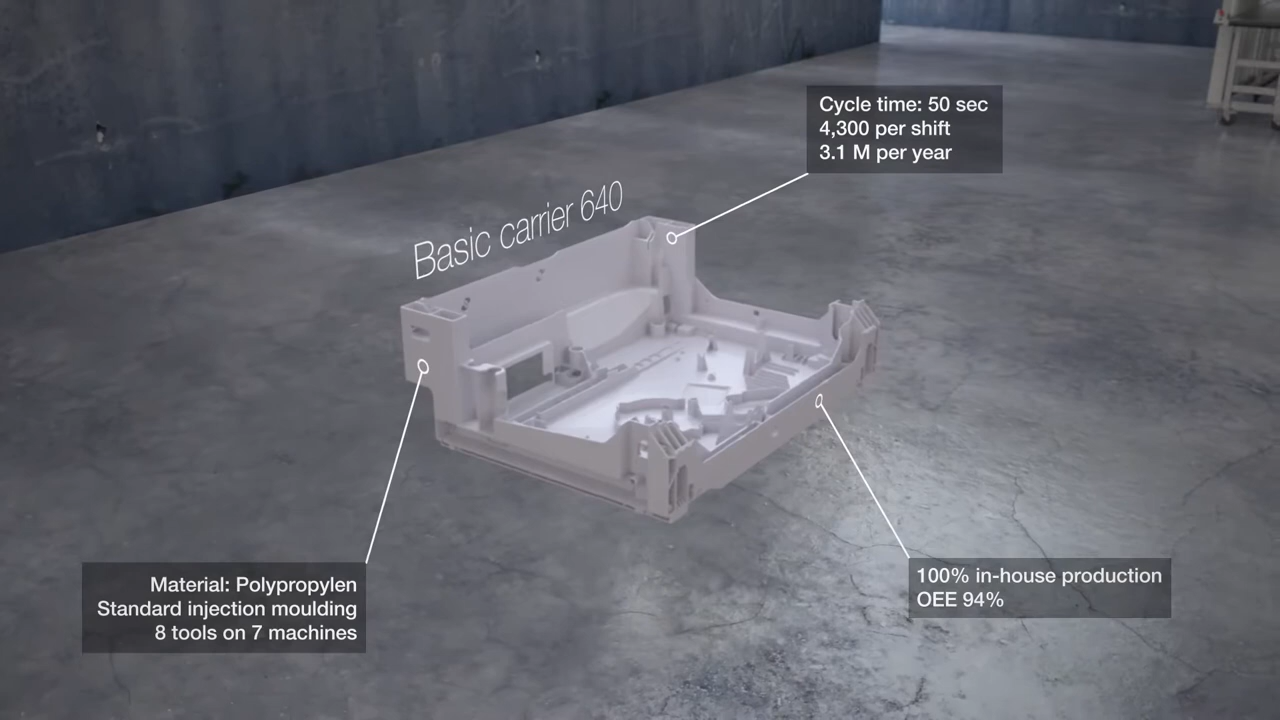 Cycle time: 50 sec
4,300 per shift
3.1 M per year
Basic carrier 640
Material: Polypropylen
Standard injection moulding
8 tools on 7 machines
100% in-house production
OEE 94%